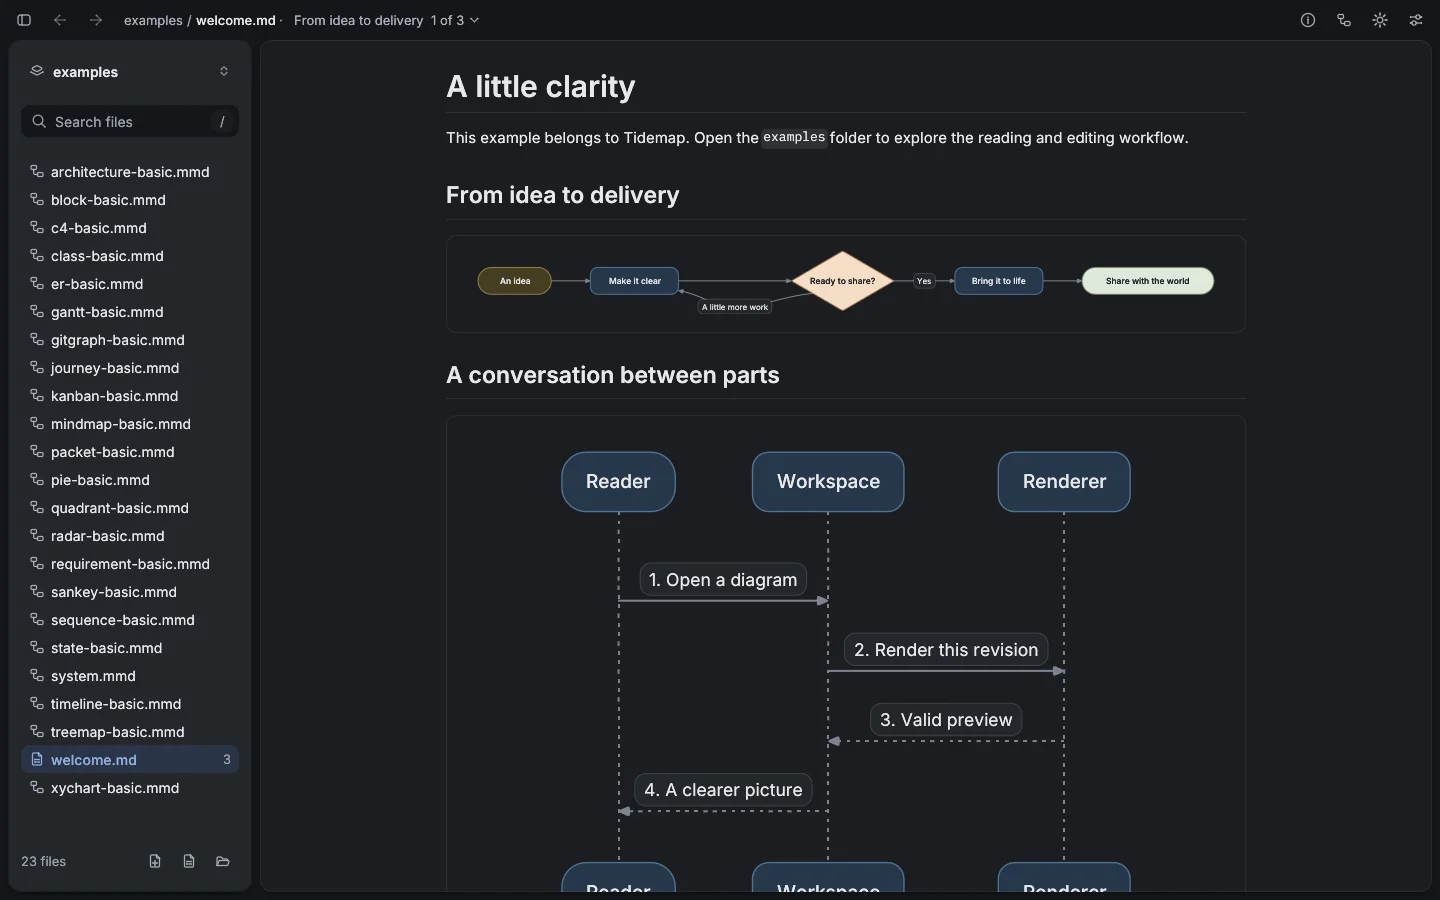 examples / welcome.md · From idea to delivery 1 of 3
examples
Search files /
architecture-basic.mmd
block-basic.mmd
c4-basic.mmd
class-basic.mmd
er-basic.mmd
gantt-basic.mmd
gitgraph-basic.mmd
journey-basic.mmd
kanban-basic.mmd
mindmap-basic.mmd
packet-basic.mmd
pie-basic.mmd
quadrant-basic.mmd
radar-basic.mmd
requirement-basic.mmd
sankey-basic.mmd
sequence-basic.mmd
state-basic.mmd
system.mmd
timeline-basic.mmd
treemap-basic.mmd
welcome.md 3
xychart-basic.mmd
23 files
A little clarity
This example belongs to Tidemap. Open the examples folder to explore the reading and editing workflow.
From idea to delivery
An idea
Make it clear
Ready to share?
Yes
Bring it to life
Share with the world
A little more work
A conversation between parts
Reader
Workspace
Renderer
1. Open a diagram
2. Render this revision
3. Valid preview
4. A clearer picture
Reader
Workspace
Renderer